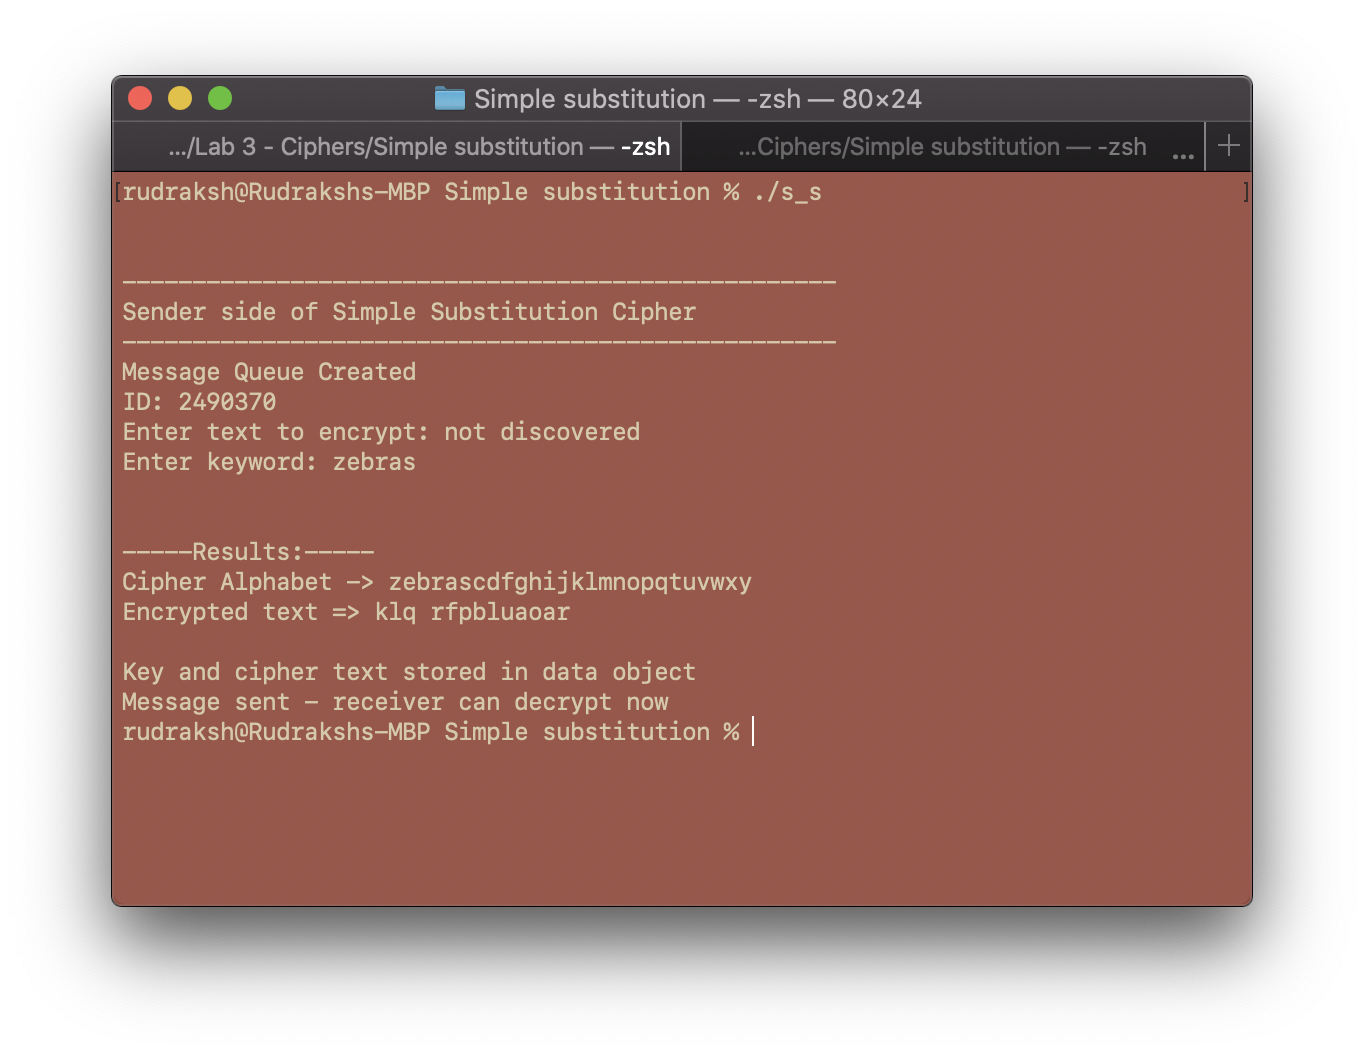 Simple substitution — -zsh — 80×24
.../Lab 3 - Ciphers/Simple substitution — -zsh
...Ciphers/Simple substitution — -zsh ...
[rudraksh@Rudrakshs-MBP Simple substitution % ./s_s ]
---------------------------------------------------
Sender side of Simple Substitution Cipher
---------------------------------------------------
Message Queue Created
ID: 2490370
Enter text to encrypt: not discovered
Enter keyword: zebras
-----Results:-----
Cipher Alphabet -> zebrascdfghijklmnopqtuvwxy
Encrypted text => klq rfpbluaoar
Key and cipher text stored in data object
Message sent - receiver can decrypt now
rudraksh@Rudrakshs-MBP Simple substitution %